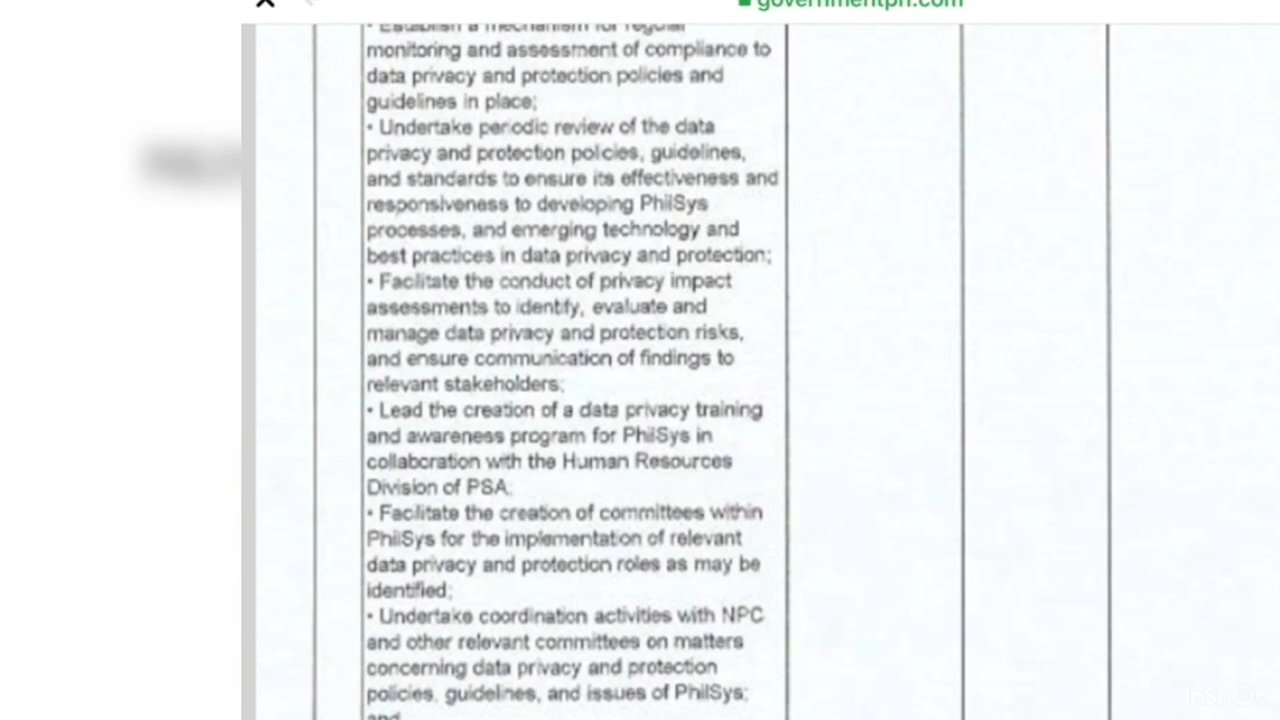 governmentph.com
• Establish a mechanism for regular
monitoring and assessment of compliance to
data privacy and protection policies and
guidelines in place;
• Undertake periodic review of the data
privacy and protection policies, guidelines,
and standards to ensure its effectiveness and
responsiveness to developing PhilSys
processes, and emerging technology and
best practices in data privacy and protection;
• Facilitate the conduct of privacy impact
assessments to identify, evaluate and
manage data privacy and protection risks,
and ensure communication of findings to
relevant stakeholders;
• Lead the creation of a data privacy training
and awareness program for PhilSys in
collaboration with the Human Resources
Division of PSA;
• Facilitate the creation of committees within
PhilSys for the implementation of relevant
data privacy and protection roles as may be
identified;
• Undertake coordination activities with NPC
and other relevant committees on matters
concerning data privacy and protection
policies, guidelines, and issues of PhilSys;
and
InShOt